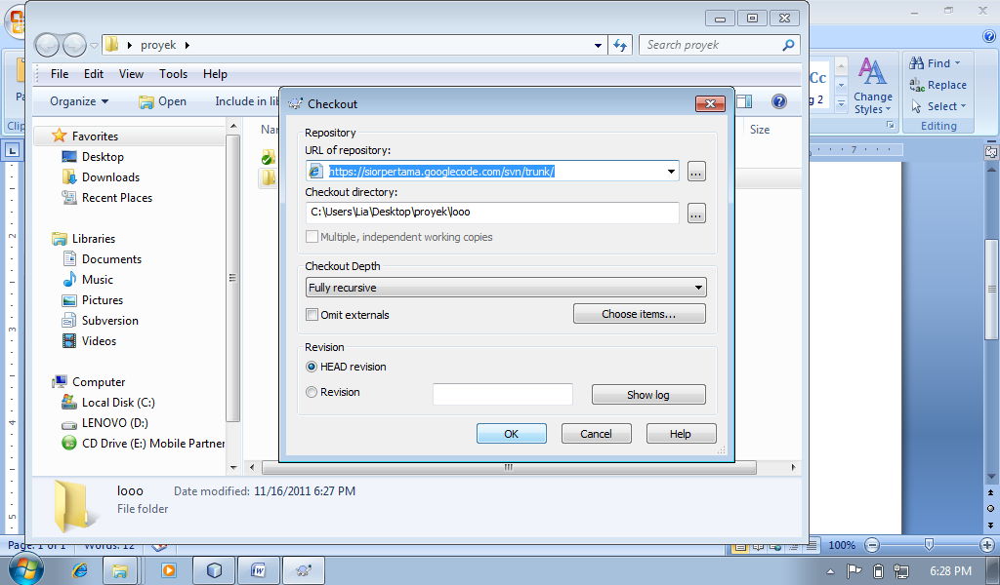 proyek
Search proyek
File Edit View Tools Help
Organize Open Include in lib
Checkout
Favorites
Desktop
Downloads
Recent Places
Libraries
Documents
Music
Pictures
Subversion
Videos
Computer
Local Disk (C:)
LENOVO (D:)
CD Drive (E:) Mobile Partner
Size
Repository
URL of repository:
https://siorpertama.googlecode.com/svn/trunk/
...
Checkout directory:
C:\Users\Lia\Desktop\proyek\looo
...
Multiple, independent working copies
Checkout Depth
Fully recursive
Omit externals
Choose items...
Revision
HEAD revision
Revision
Show log
OK Cancel Help
looo Date modified: 11/16/2011 6:27 PM
File folder
Change
Styles
Find
Replace
Select
Editing
7
2
3
4
5
Page: 1 of 1 Words: 12
100%
6:28 PM